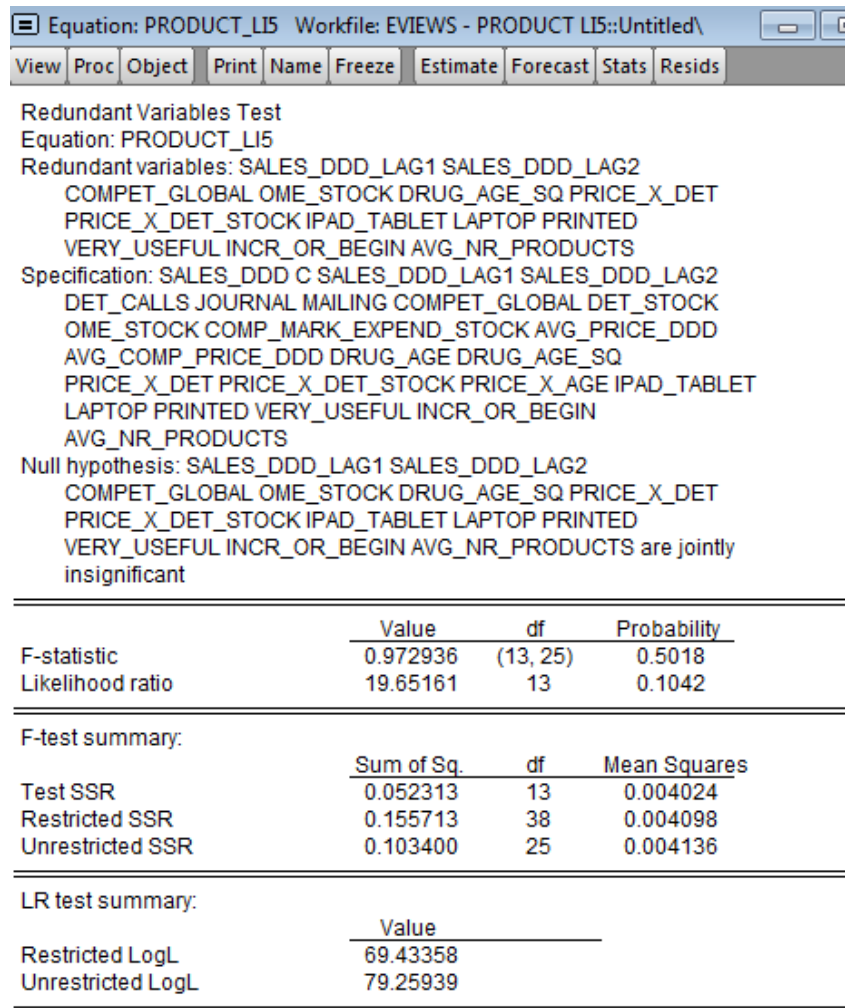 Equation: PRODUCT_LI5 Workfile: EVIEWS - PRODUCT LI5::Untitled\
View Proc Object Print Name Freeze Estimate Forecast Stats Resids
Redundant Variables Test
Equation: PRODUCT_LI5
Redundant variables: SALES_DDD_LAG1 SALES_DDD_LAG2
COMPET_GLOBAL OME_STOCK DRUG_AGE_SQ PRICE_X_DET
PRICE_X_DET_STOCK IPAD_TABLET LAPTOP PRINTED
VERY_USEFUL INCR_OR_BEGIN AVG_NR_PRODUCTS
Specification: SALES_DDD C SALES_DDD_LAG1 SALES_DDD_LAG2
DET_CALLS JOURNAL MAILING COMPET_GLOBAL DET_STOCK
OME_STOCK COMP_MARK_EXPEND_STOCK AVG_PRICE_DDD
AVG_COMP_PRICE_DDD DRUG_AGE DRUG_AGE_SQ
PRICE_X_DET PRICE_X_DET_STOCK PRICE_X_AGE IPAD_TABLET
LAPTOP PRINTED VERY_USEFUL INCR_OR_BEGIN
AVG_NR_PRODUCTS
Null hypothesis: SALES_DDD_LAG1 SALES_DDD_LAG2
COMPET_GLOBAL OME_STOCK DRUG_AGE_SQ PRICE_X_DET
PRICE_X_DET_STOCK IPAD_TABLET LAPTOP PRINTED
VERY_USEFUL INCR_OR_BEGIN AVG_NR_PRODUCTS are jointly
insignificant
Value df Probability
F-statistic 0.972936 (13, 25) 0.5018
Likelihood ratio 19.65161 13 0.1042
F-test summary:
Sum of Sq. df Mean Squares
Test SSR 0.052313 13 0.004024
Restricted SSR 0.155713 38 0.004098
Unrestricted SSR 0.103400 25 0.004136
LR test summary:
Value
Restricted LogL 69.43358
Unrestricted LogL 79.25939